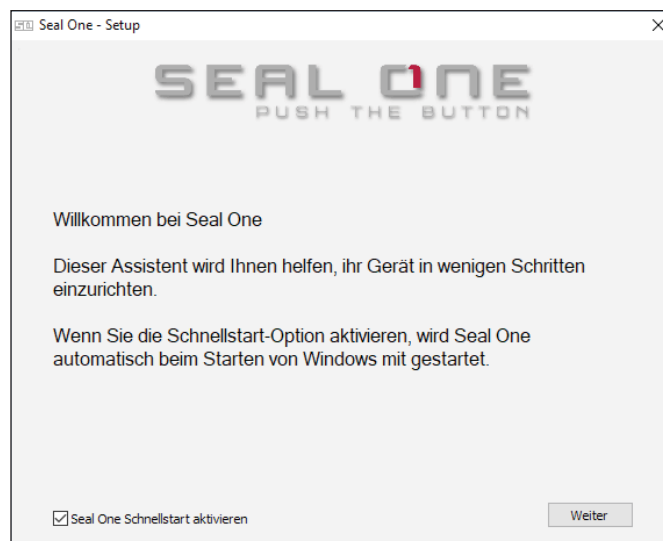 Seal One - Setup
SEAL ONE
PUSH THE BUTTON
Willkommen bei Seal One
Dieser Assistent wird Ihnen helfen, ihr Gerät in wenigen Schritten
einzurichten.
Wenn Sie die Schnellstart-Option aktivieren, wird Seal One
automatisch beim Starten von Windows mit gestartet.
Seal One Schnellstart aktivieren
Weiter